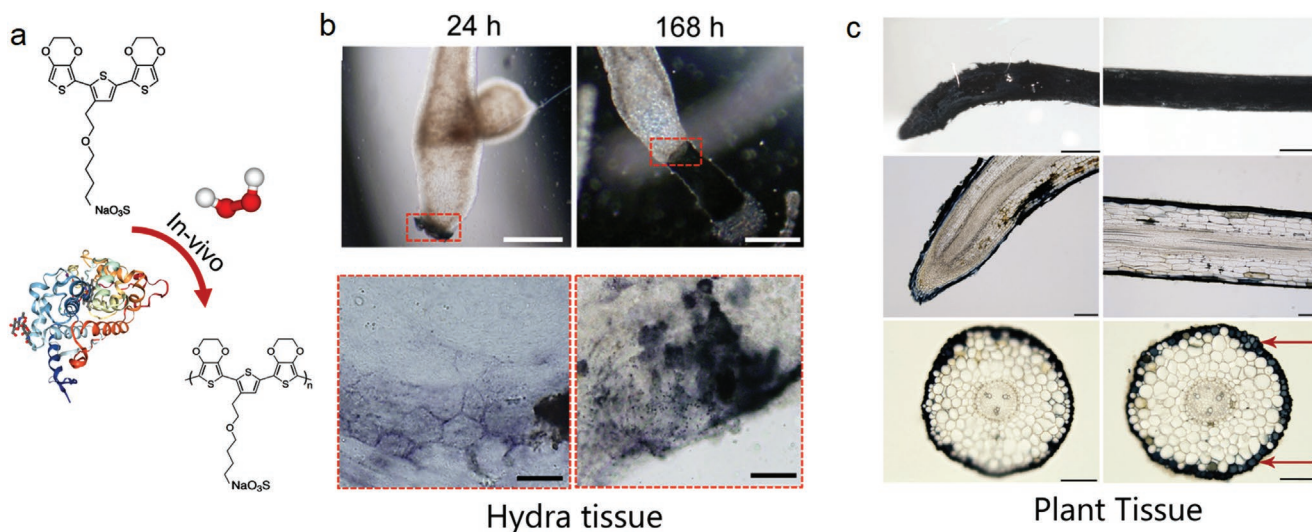 a
O O O O
S S S
O
NaO₃S
In-vivo
O O O O
S S S
n
O
NaO₃S
b
24 h 168 h
Hydra tissue
c
Plant Tissue